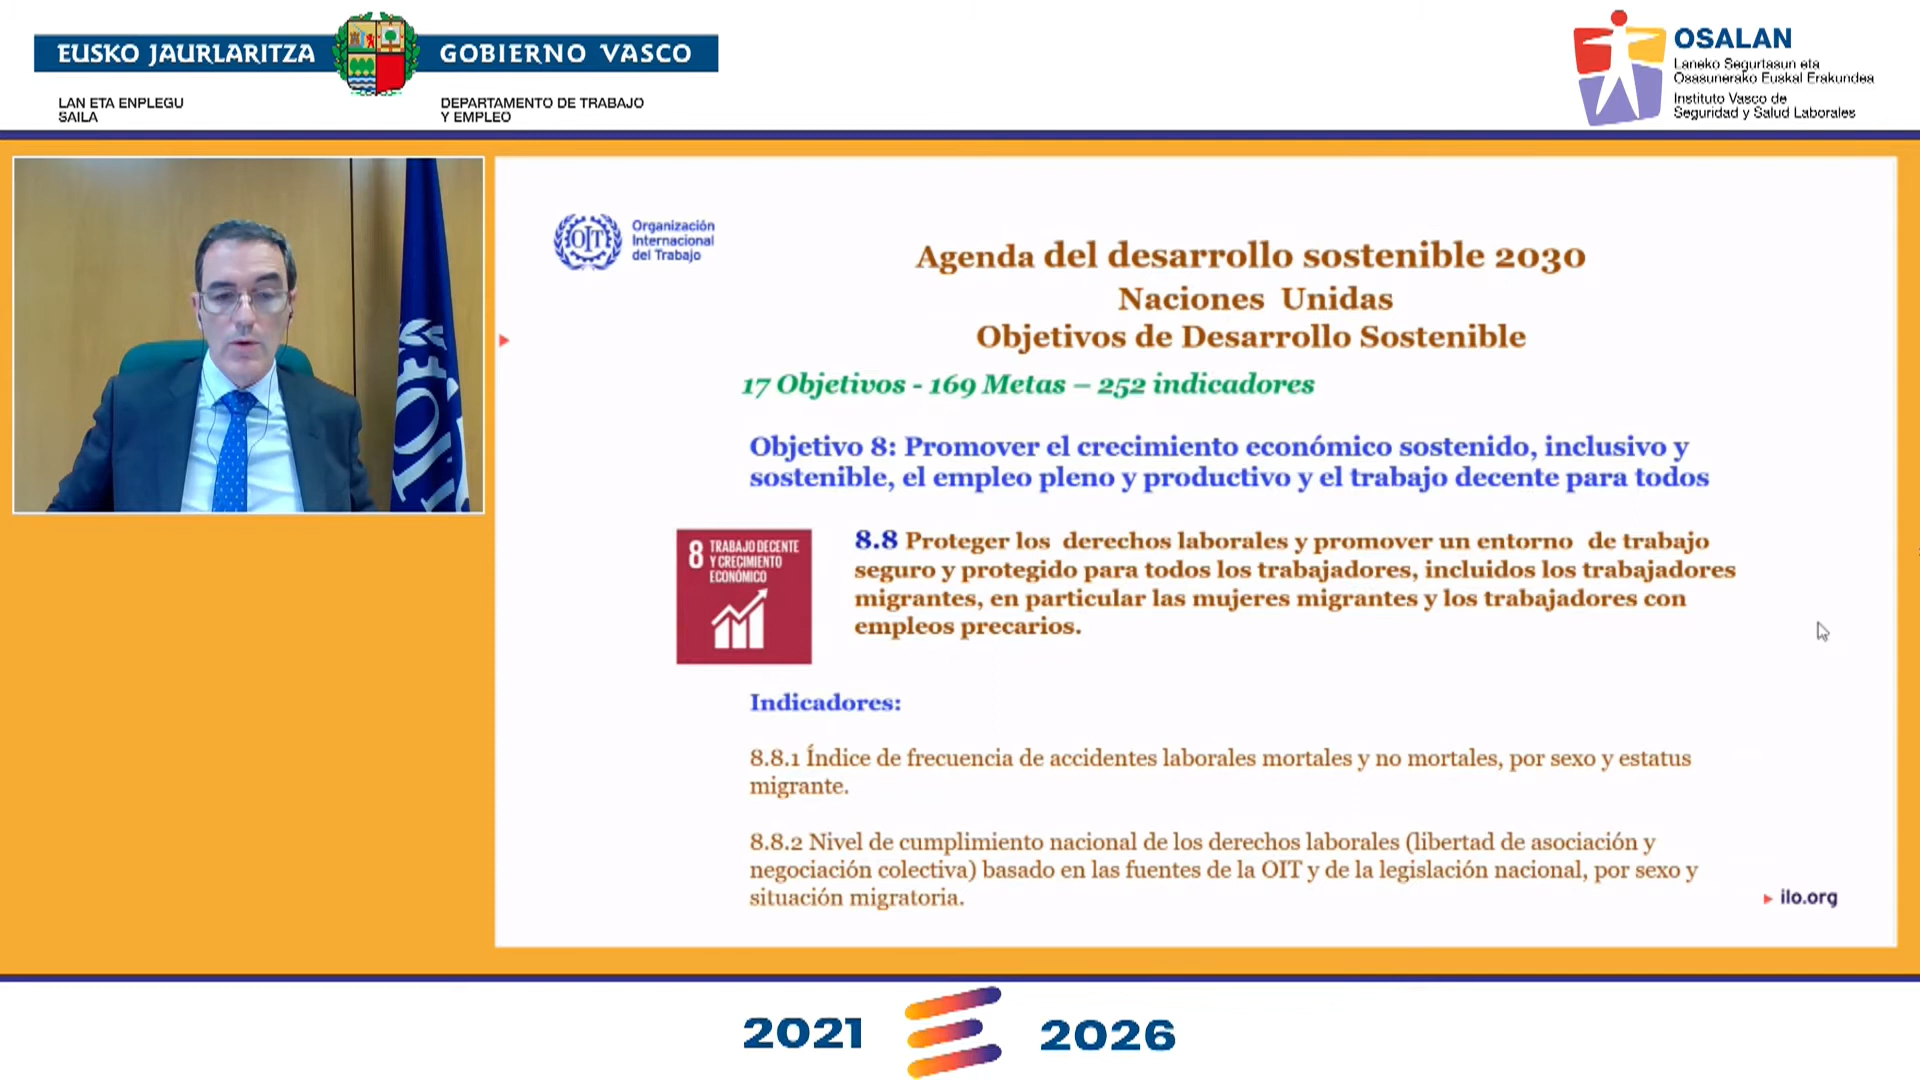 EUSKO JAURLARITZA
GOBIERNO VASCO
LAN ETA ENPLEGU
SAILA
DEPARTAMENTO DE TRABAJO
Y EMPLEO
OSALAN
Laneko Segurtasun eta
Osasunerako Euskal Erakundea
Instituto Vasco de
Seguridad y Salud Laborales
OIT
OIT
Organización
Internacional
del Trabajo
Agenda del desarrollo sostenible 2030
Naciones Unidas
Objetivos de Desarrollo Sostenible
17 Objetivos - 169 Metas – 252 indicadores
Objetivo 8: Promover el crecimiento económico sostenido, inclusivo y
sostenible, el empleo pleno y productivo y el trabajo decente para todos
8 TRABAJO DECENTE
Y CRECIMIENTO
ECONÓMICO
8.8 Proteger los derechos laborales y promover un entorno de trabajo
seguro y protegido para todos los trabajadores, incluidos los trabajadores
migrantes, en particular las mujeres migrantes y los trabajadores con
empleos precarios.
Indicadores:
8.8.1 Índice de frecuencia de accidentes laborales mortales y no mortales, por sexo y estatus
migrante.
8.8.2 Nivel de cumplimiento nacional de los derechos laborales (libertad de asociación y
negociación colectiva) basado en las fuentes de la OIT y de la legislación nacional, por sexo y
situación migratoria.
ilo.org
2021
2026